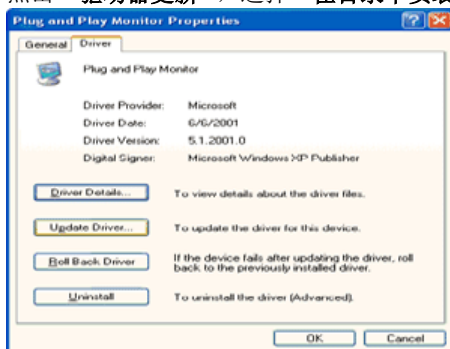 Plug and Play Monitor Properties
General Driver
Plug and Play Monitor
Driver Provider: Microsoft
Driver Date: 6/6/2001
Driver Version: 5.1.2001.0
Digital Signer: Microsoft Windows XP Publisher
Driver Details... To view details about the driver files.
Update Driver... To update the driver for this device.
Roll Back Driver If the device fails after updating the driver, roll
back to the previously installed driver.
Uninstall To uninstall the driver (Advanced).
OK Cancel